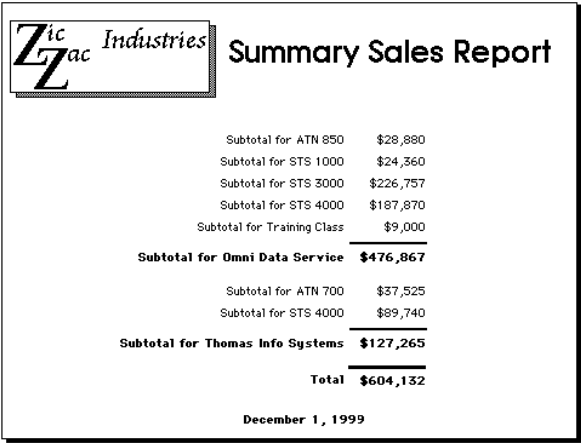 Zic Zac Industries
Summary Sales Report
Subtotal for ATN 850 $28,880
Subtotal for STS 1000 $24,360
Subtotal for STS 3000 $226,757
Subtotal for STS 4000 $187,870
Subtotal for Training Class $9,000
Subtotal for Omni Data Service $476,867
Subtotal for ATN 700 $37,525
Subtotal for STS 4000 $89,740
Subtotal for Thomas Info Systems $127,265
Total $604,132
December 1, 1999